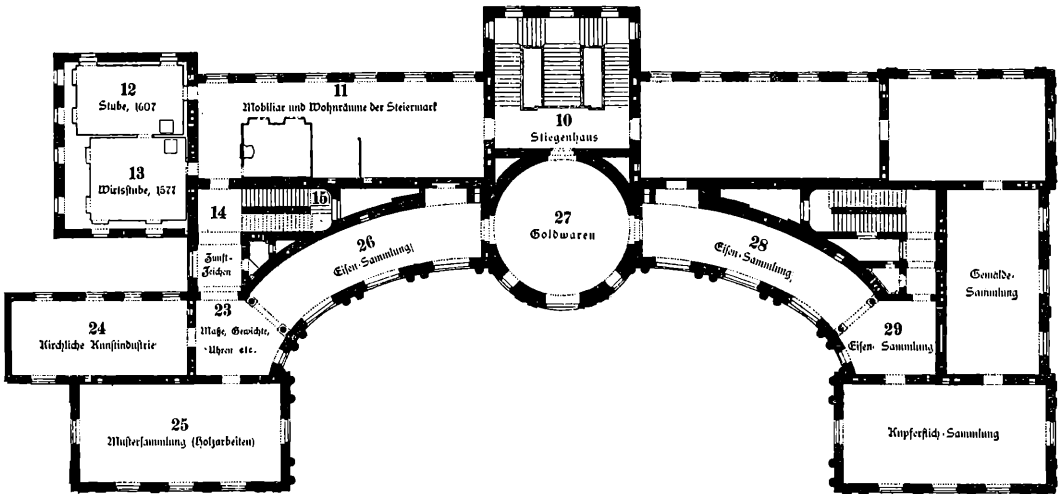 12
Stube, 1607
13
Wirtsstube, 1577
11
Mobiliar und Wohnräume der Steiermark
10
Stiegenhaus
14
15
Zunft-
Zeichen
26
Eisen-Sammlung
27
Goldwaren
28
Eisen-Sammlung
23
Maße, Gewichte,
Uhren etc.
24
Kirchliche Kunstindustrie
25
Mustersammlung (Holzarbeiten)
29
Eisen-Sammlung
Gemälde-
Sammlung
Kupferstich-Sammlung